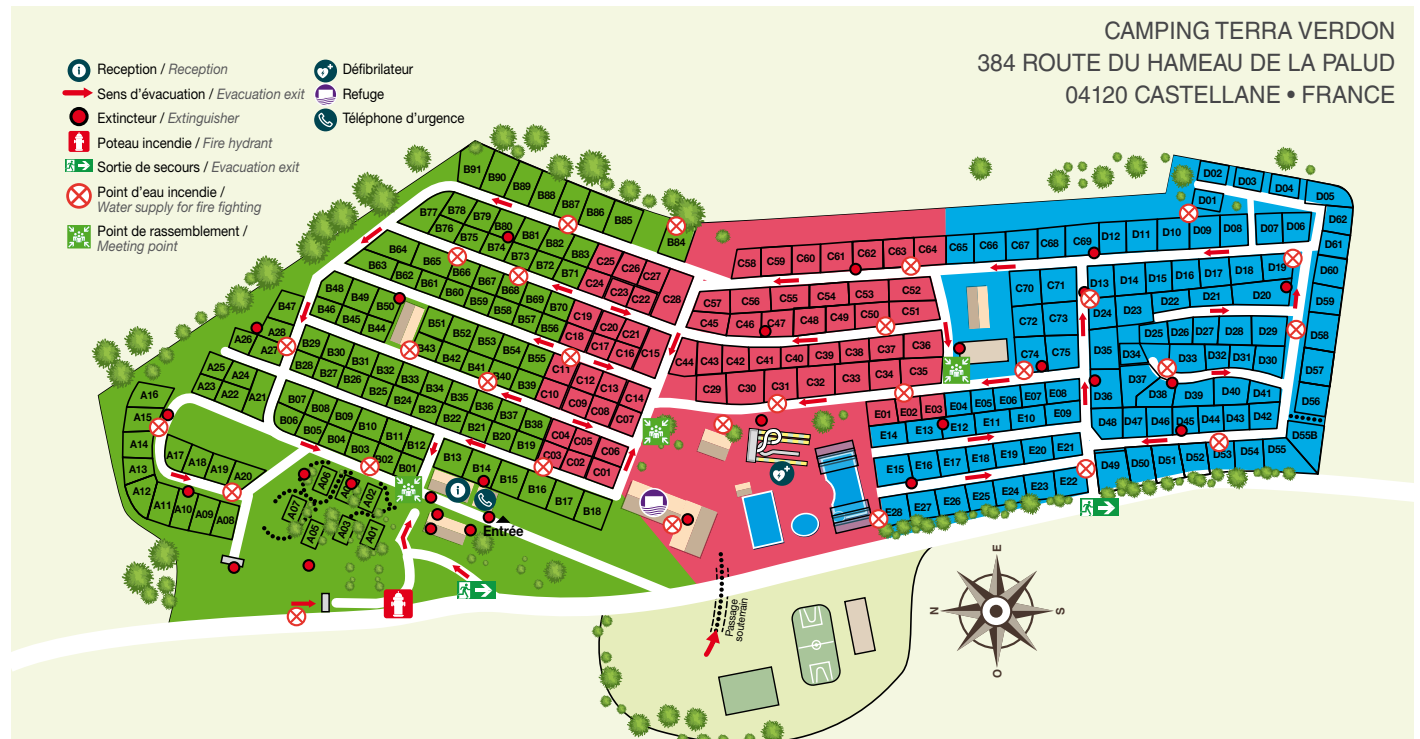 CAMPING TERRA VERDON
384 ROUTE DU HAMEAU DE LA PALUD
04120 CASTELLANE • FRANCE
Reception / Reception
Sens d'évacuation / Evacuation exit
Extincteur / Extinguisher
Poteau incendie / Fire hydrant
Sortie de secours / Evacuation exit
Point d'eau incendie /
Water supply for fire fighting
Point de rassemblement /
Meeting point
Défibrilateur
Refuge
Téléphone d'urgence
B91 B90 B89 B88 B87 B86 B85 B84
B77 B78 B79 B80 B81 B82 B83 C25 C26 C27
B76 B75 B74 B73 B72 B71 C24 C23 C22 C28
B64 B65 B66 B67 B68 B69 B70 C19 C20 C21
B63 B62 B61 B60 B59 B58 B57 B56 C18 C17 C16 C15
B48 B49 B50 B51 B52 B53 B54 B55 C11 C12 C13 C14
B47 B46 B45 B44 B43 B42 B41 B40 B39 C10 C09 C08 C07
A28 B29 B30 B31 B32 B33 B34 B35 B36 B37 B38 C04 C05 C06
A26 A27 B28 B27 B26 B25 B24 B23 B22 B21 B20 B19 C03 C02 C01
A25 A24 A23 A22 A21
B07 B08 B09 B10 B11 B12 B13 B14 B15 B16 B17 B18
B06 B05 B04 B03 B02 B01
A16 A15 A14 A13 A12 A11 A10 A09 A08
A17 A18 A19 A20
A06 A02 A07 A05 A03 A01
Entrée
C58 C59 C60 C61 C62 C63 C64 C65 C66 C67 C68 C69 D12 D11 D10 D09 D08 D07 D06
C57 C56 C55 C54 C53 C52
C45 C46 C47 C48 C49 C50 C51
C44 C43 C42 C41 C40 C39 C38 C37 C36
C29 C30 C31 C32 C33 C34 C35
C70 C71
C72 C73
C74 C75
D02 D03 D04 D05
D01
D62 D61 D60 D59 D58 D57 D56 D55B
D13 D14 D15 D16 D17 D18 D19
D24 D23 D22 D21 D20
D25 D26 D27 D28 D29
D35 D34 D33 D32 D31 D30
D36 D37 D38 D39 D40 D41
D48 D47 D46 D45 D44 D43 D42
D49 D50 D51 D52 D53 D54 D55
E01 E02 E03 E04 E05 E06 E07 E08
E14 E13 E12 E11 E10 E09
E15 E16 E17 E18 E19 E20 E21
E28 E27 E26 E25 E24 E23 E22
Passage
souterrain
E
N
S
O